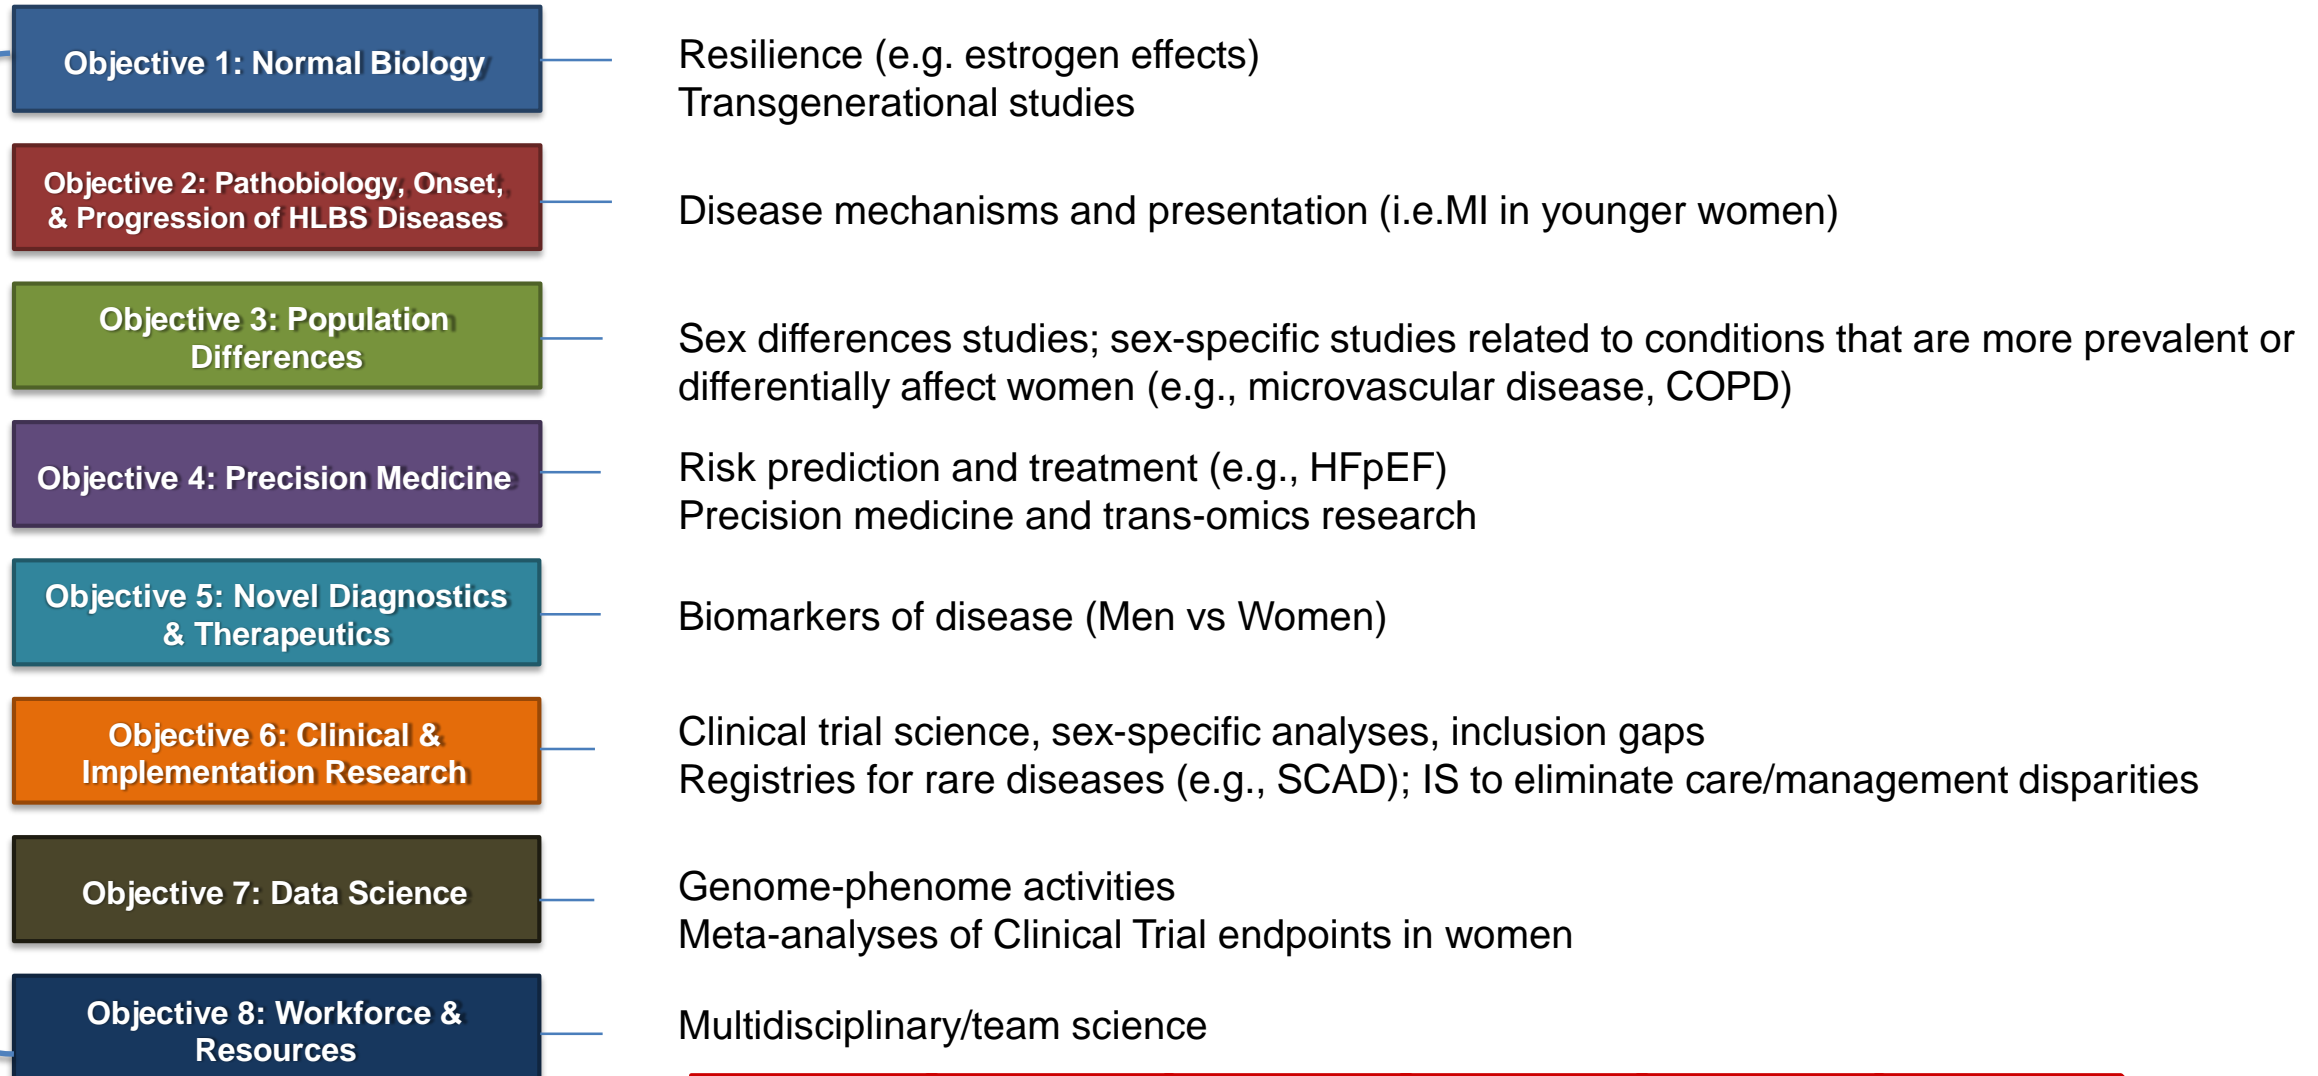 Objective 1: Normal Biology
Resilience (e.g. estrogen effects)
Transgenerational studies
Objective 2: Pathobiology, Onset,
& Progression of HLBS Diseases
Disease mechanisms and presentation (i.e.MI in younger women)
Objective 3: Population
Differences
Sex differences studies; sex-specific studies related to conditions that are more prevalent or
differentially affect women (e.g., microvascular disease, COPD)
Objective 4: Precision Medicine
Risk prediction and treatment (e.g., HFpEF)
Precision medicine and trans-omics research
Objective 5: Novel Diagnostics
& Therapeutics
Biomarkers of disease (Men vs Women)
Objective 6: Clinical &
Implementation Research
Clinical trial science, sex-specific analyses, inclusion gaps
Registries for rare diseases (e.g., SCAD); IS to eliminate care/management disparities
Objective 7: Data Science
Genome-phenome activities
Meta-analyses of Clinical Trial endpoints in women
Objective 8: Workforce &
Resources
Multidisciplinary/team science